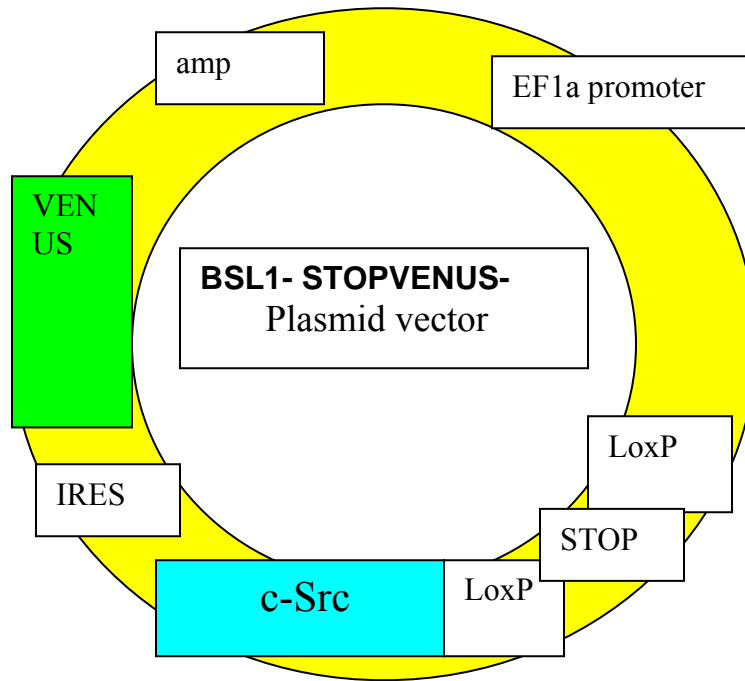 amp
EF1a promoter
VEN
US
BSL1- STOPVENUS-
Plasmid vector
LoxP
IRES
STOP
c-Src
LoxP